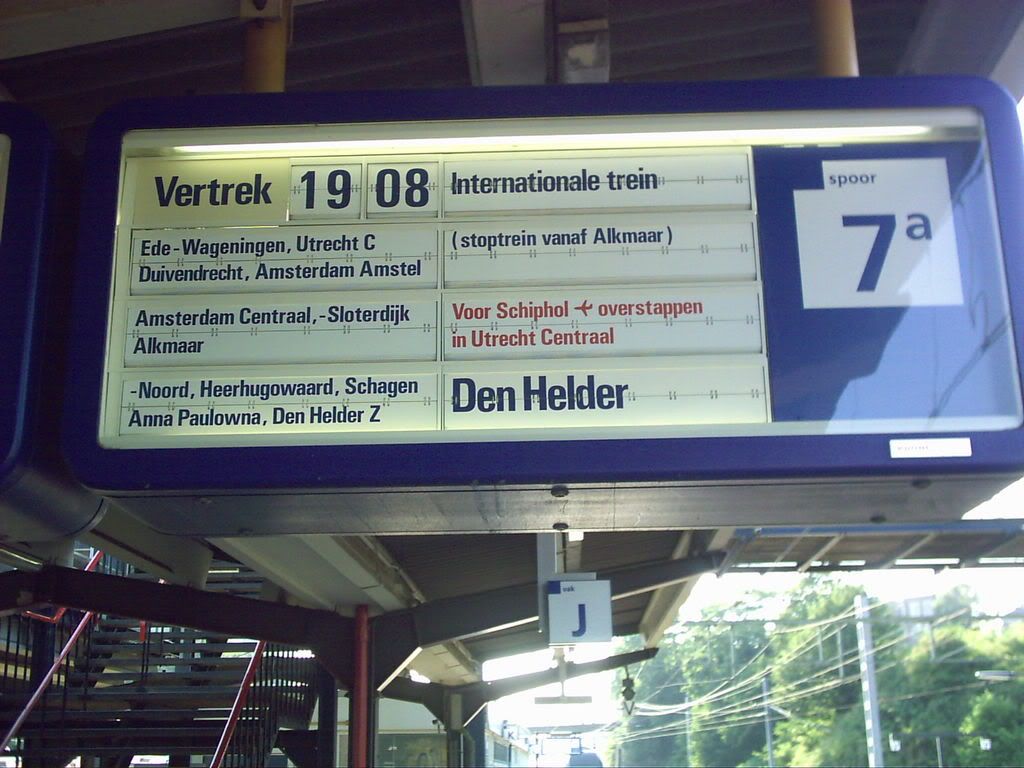 Vertrek 19 08 Internationale trein
spoor
7a
Ede-Wageningen, Utrecht C
Duivendrecht, Amsterdam Amstel
(stoptrein vanaf Alkmaar)
Amsterdam Centraal,-Sloterdijk
Alkmaar
Voor Schiphol overstappen
in Utrecht Centraal
-Noord, Heerhugowaard, Schagen
Anna Paulowna, Den Helder Z
Den Helder
vak
J